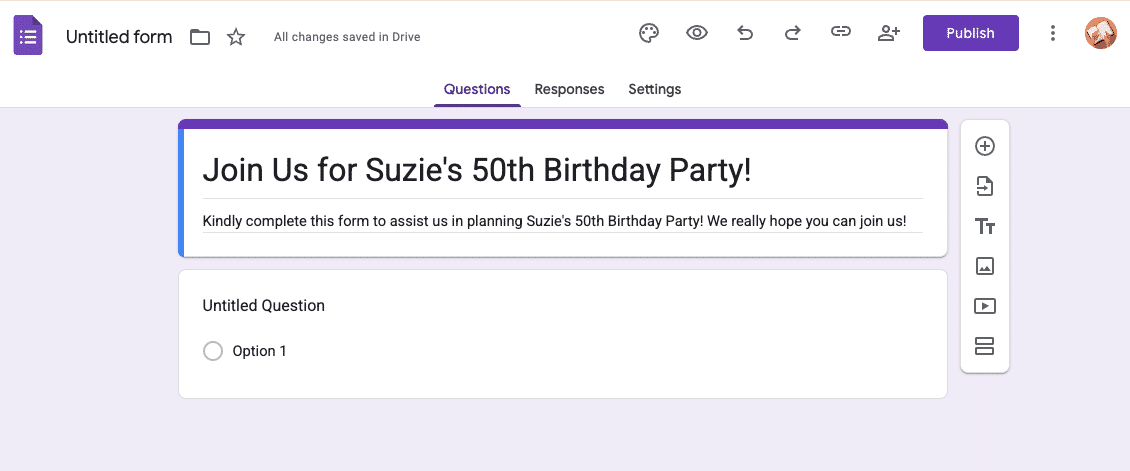 Untitled form
All changes saved in Drive
Publish
Questions Responses Settings
Join Us for Suzie's 50th Birthday Party!
Kindly complete this form to assist us in planning Suzie's 50th Birthday Party! We really hope you can join us!
Untitled Question
Option 1